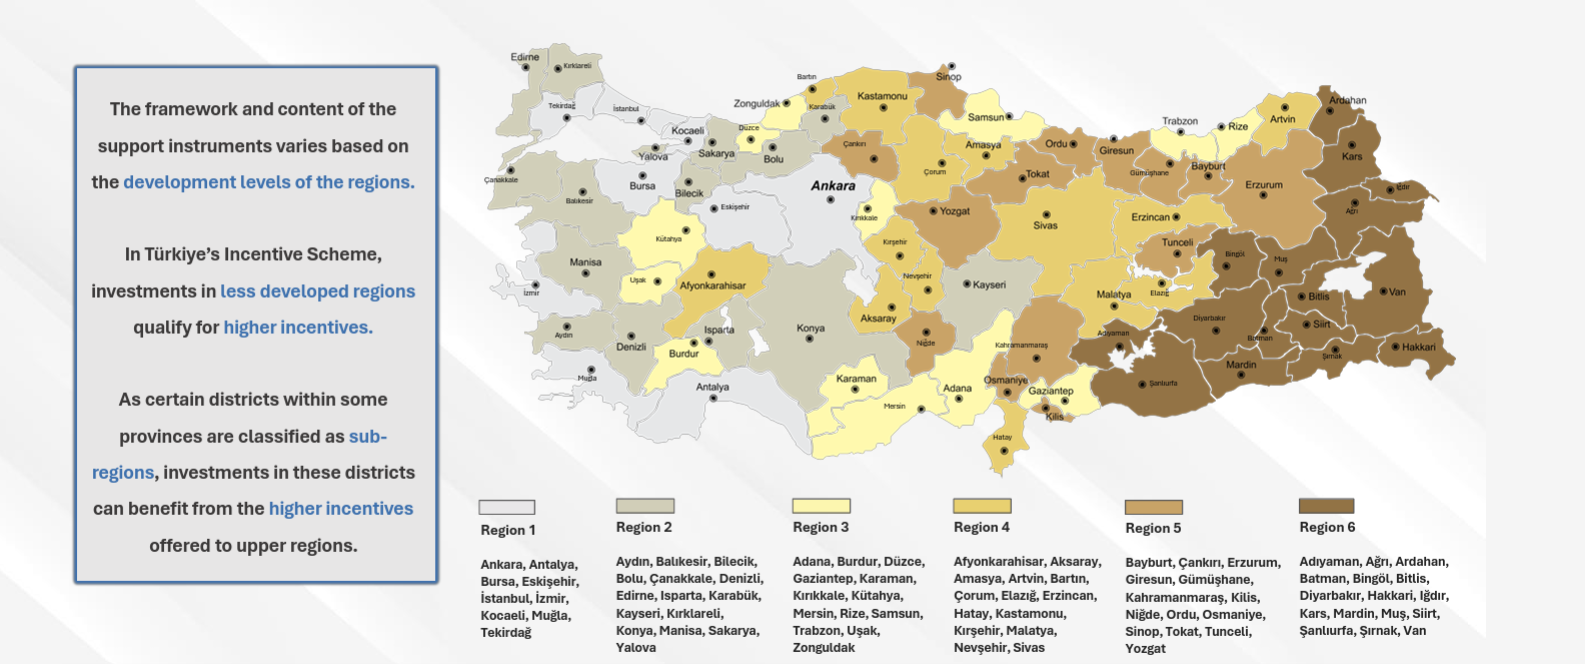 The framework and content of the
support instruments varies based on
the development levels of the regions.
In Türkiye’s Incentive Scheme,
investments in less developed regions
qualify for higher incentives.
As certain districts within some
provinces are classified as sub-
regions, investments in these districts
can benefit from the higher incentives
offered to upper regions.
Edirne
Kırklareli
Tekirdağ
İstanbul
Kocaeli
Yalova
Sakarya
Düzce
Zonguldak
Bartın
Karabük
Bolu
Kastamonu
Sinop
Çankırı
Samsun
Amasya
Çorum
Ordu
Giresun
Trabzon
Rize
Artvin
Ardahan
Kars
Iğdır
Ağrı
Çanakkale
Balıkesir
Bursa
Bilecik
Eskişehir
Ankara
Kırıkkale
Yozgat
Tokat
Sivas
Gümüşhane
Bayburt
Erzurum
Erzincan
Tunceli
Bingöl
Muş
Kütahya
Manisa
Uşak
Afyonkarahisar
İzmir
Kırşehir
Nevşehir
Kayseri
Aksaray
Malatya
Elazığ
Diyarbakır
Batman
Bitlis
Siirt
Van
Hakkari
Şırnak
Mardin
Şanlıurfa
Adıyaman
Aydın
Denizli
Isparta
Burdur
Konya
Niğde
Kahramanmaraş
Muğla
Antalya
Karaman
Mersin
Adana
Osmaniye
Gaziantep
Kilis
Hatay
Region 1
Ankara, Antalya,
Bursa, Eskişehir,
İstanbul, İzmir,
Kocaeli, Muğla,
Tekirdağ
Region 2
Aydın, Balıkesir, Bilecik,
Bolu, Çanakkale, Denizli,
Edirne, Isparta, Karabük,
Kayseri, Kırklareli,
Konya, Manisa, Sakarya,
Yalova
Region 3
Adana, Burdur, Düzce,
Gaziantep, Karaman,
Kırıkkale, Kütahya,
Mersin, Rize, Samsun,
Trabzon, Uşak,
Zonguldak
Region 4
Afyonkarahisar, Aksaray,
Amasya, Artvin, Bartın,
Çorum, Elazığ, Erzincan,
Hatay, Kastamonu,
Kırşehir, Malatya,
Nevşehir, Sivas
Region 5
Bayburt, Çankırı, Erzurum,
Giresun, Gümüşhane,
Kahramanmaraş, Kilis,
Niğde, Ordu, Osmaniye,
Sinop, Tokat, Tunceli,
Yozgat
Region 6
Adıyaman, Ağrı, Ardahan,
Batman, Bingöl, Bitlis,
Diyarbakır, Hakkari, Iğdır,
Kars, Mardin, Muş, Siirt,
Şanlıurfa, Şırnak, Van